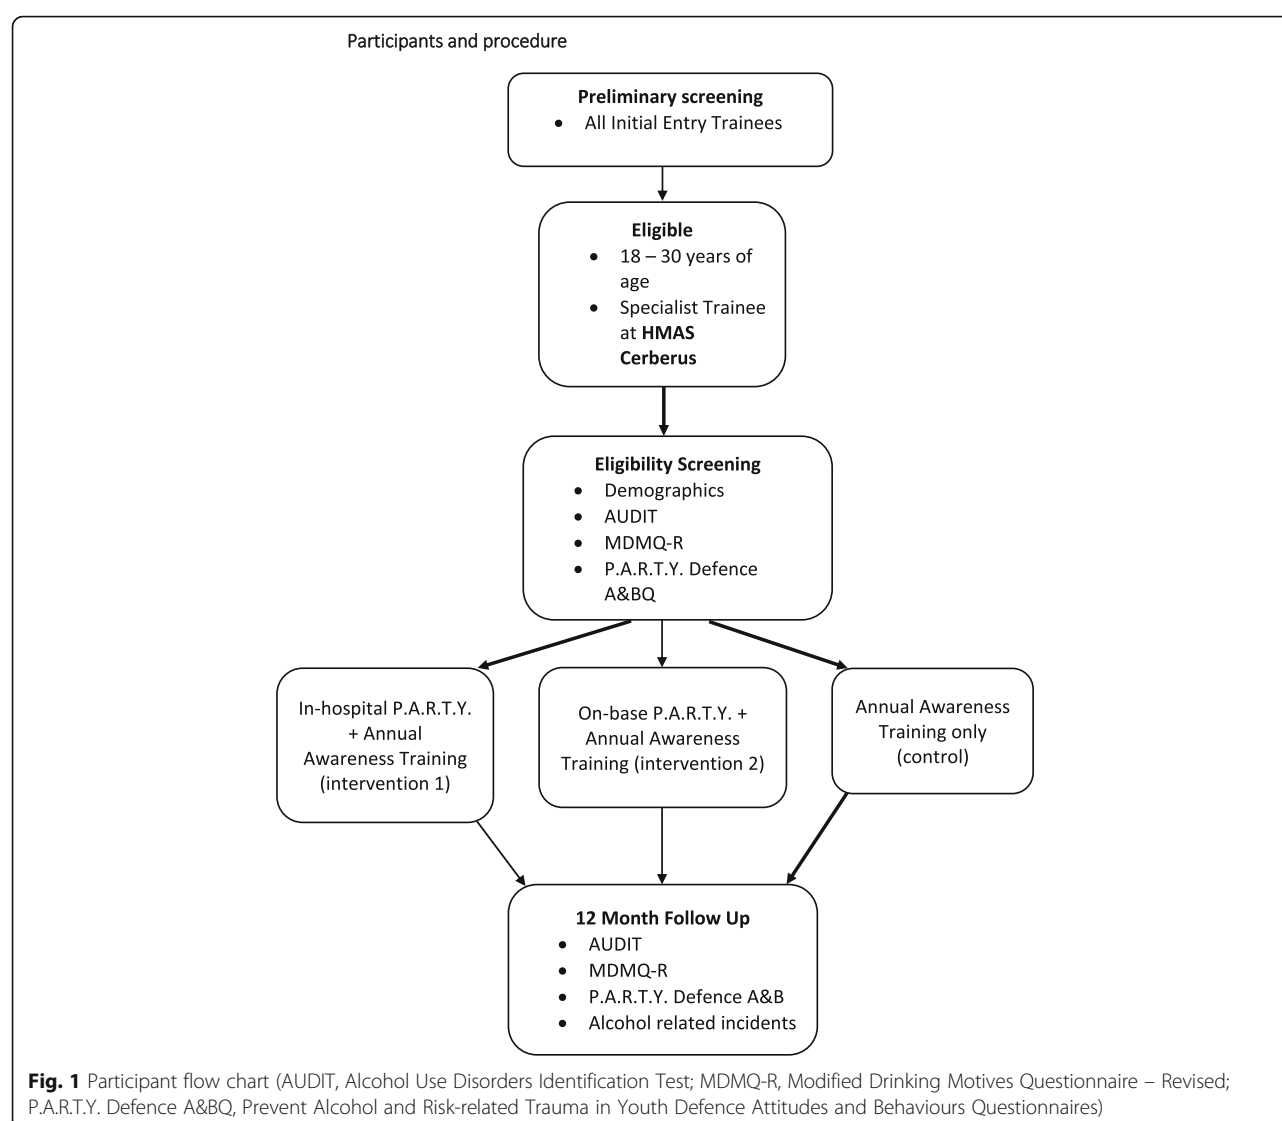 Participants and procedure
Preliminary screening
• All Initial Entry Trainees
Eligible
• 18 – 30 years of
age
• Specialist Trainee
at HMAS
Cerberus
Eligibility Screening
• Demographics
• AUDIT
• MDMQ-R
• P.A.R.T.Y. Defence
A&BQ
In-hospital P.A.R.T.Y.
+ Annual
Awareness Training
(intervention 1)
On-base P.A.R.T.Y. +
Annual Awareness
Training (intervention 2)
Annual Awareness
Training only
(control)
12 Month Follow Up
• AUDIT
• MDMQ-R
• P.A.R.T.Y. Defence A&B
• Alcohol related incidents
Fig. 1 Participant flow chart (AUDIT, Alcohol Use Disorders Identification Test; MDMQ-R, Modified Drinking Motives Questionnaire – Revised;
P.A.R.T.Y. Defence A&BQ, Prevent Alcohol and Risk-related Trauma in Youth Defence Attitudes and Behaviours Questionnaires)